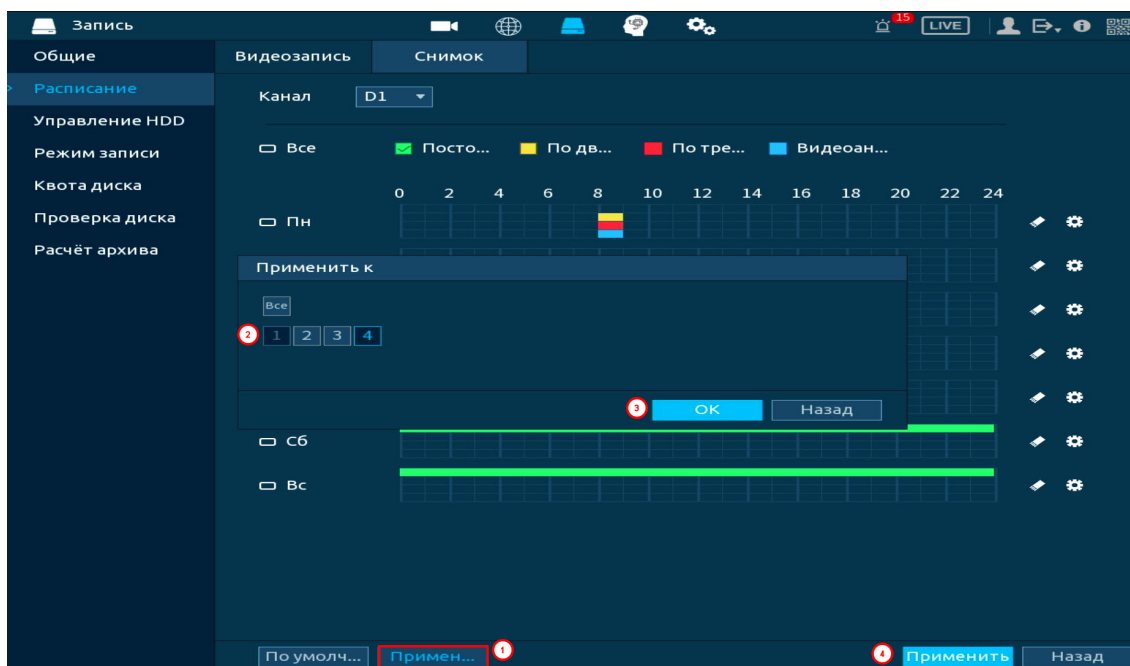 Запись
15
LIVE
Общие
Расписание
Управление HDD
Режим записи
Квота диска
Проверка диска
Расчёт архива
Видеозапись
Снимок
Канал
D1
Все
Посто...
По дв...
По тре...
Видеоан...
0 2 4 6 8 10 12 14 16 18 20 22 24
Пн
Применить к
Все
2 1 2 3 4
3 OK Назад
Сб
Вс
По умолч... Примен... 1
4 Применить Назад